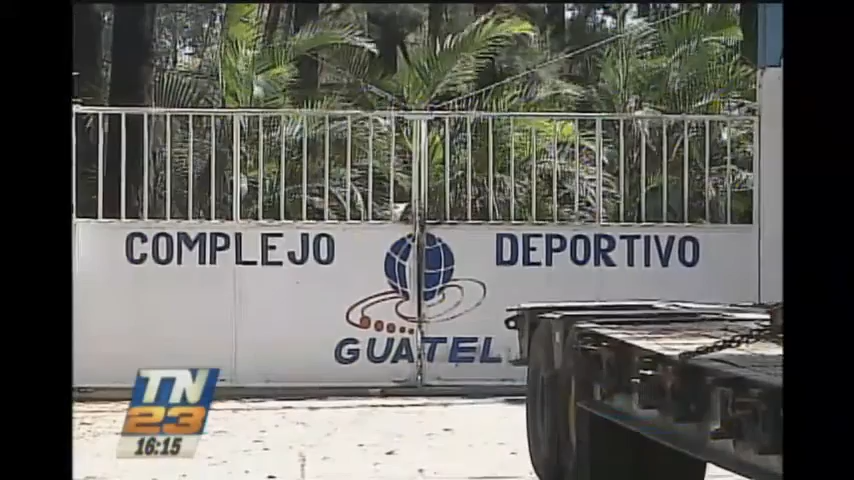 COMPLEJO DEPORTIVO
GUATEL
TN
23
16:15